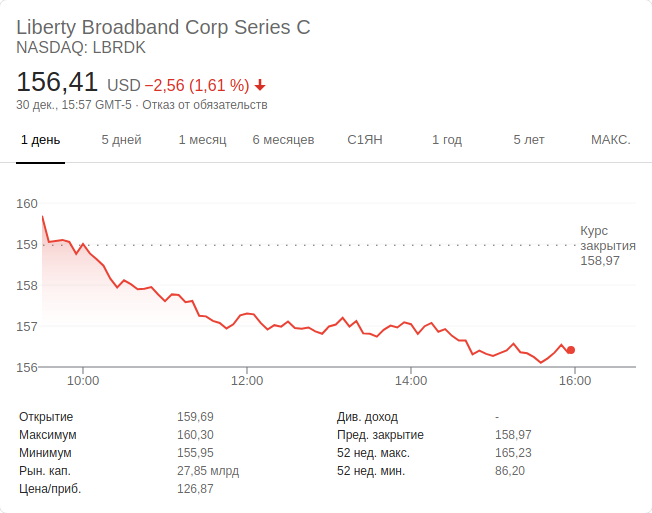 Liberty Broadband Corp Series C
NASDAQ: LBRDK
156,41 USD −2,56 (1,61 %)
30 дек., 15:57 GMT-5 · Отказ от обязательств
1 день 5 дней 1 месяц 6 месяцев С1ЯН 1 год 5 лет МАКС.
160
159
158
157
156
Курс
закрытия
158,97
10:00 12:00 14:00 16:00
Открытие 159,69 Див. доход -
Максимум 160,30 Пред. закрытие 158,97
Минимум 155,95 52 нед. макс. 165,23
Рын. кап. 27,85 млрд 52 нед. мин. 86,20
Цена/приб. 126,87